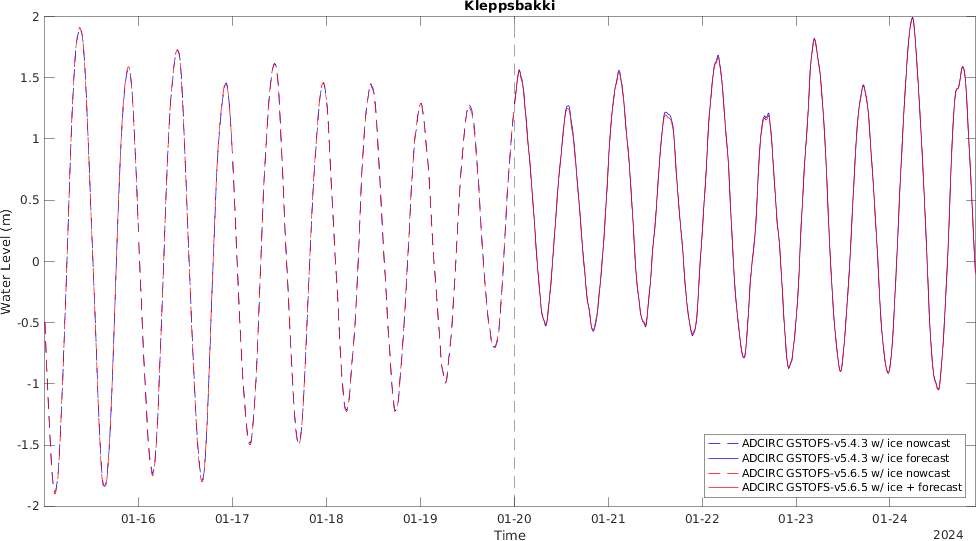 Kleppsbakki
Water Level (m)
2
1.5
1
0.5
0
-0.5
-1
-1.5
-2
ADCIRC GSTOFS-v5.4.3 w/ ice nowcast
ADCIRC GSTOFS-v5.4.3 w/ ice forecast
ADCIRC GSTOFS-v5.6.5 w/ ice nowcast
ADCIRC GSTOFS-v5.6.5 w/ ice + forecast
01-16
01-17
01-18
01-19
01-20
01-21
01-22
01-23
01-24
Time
2024